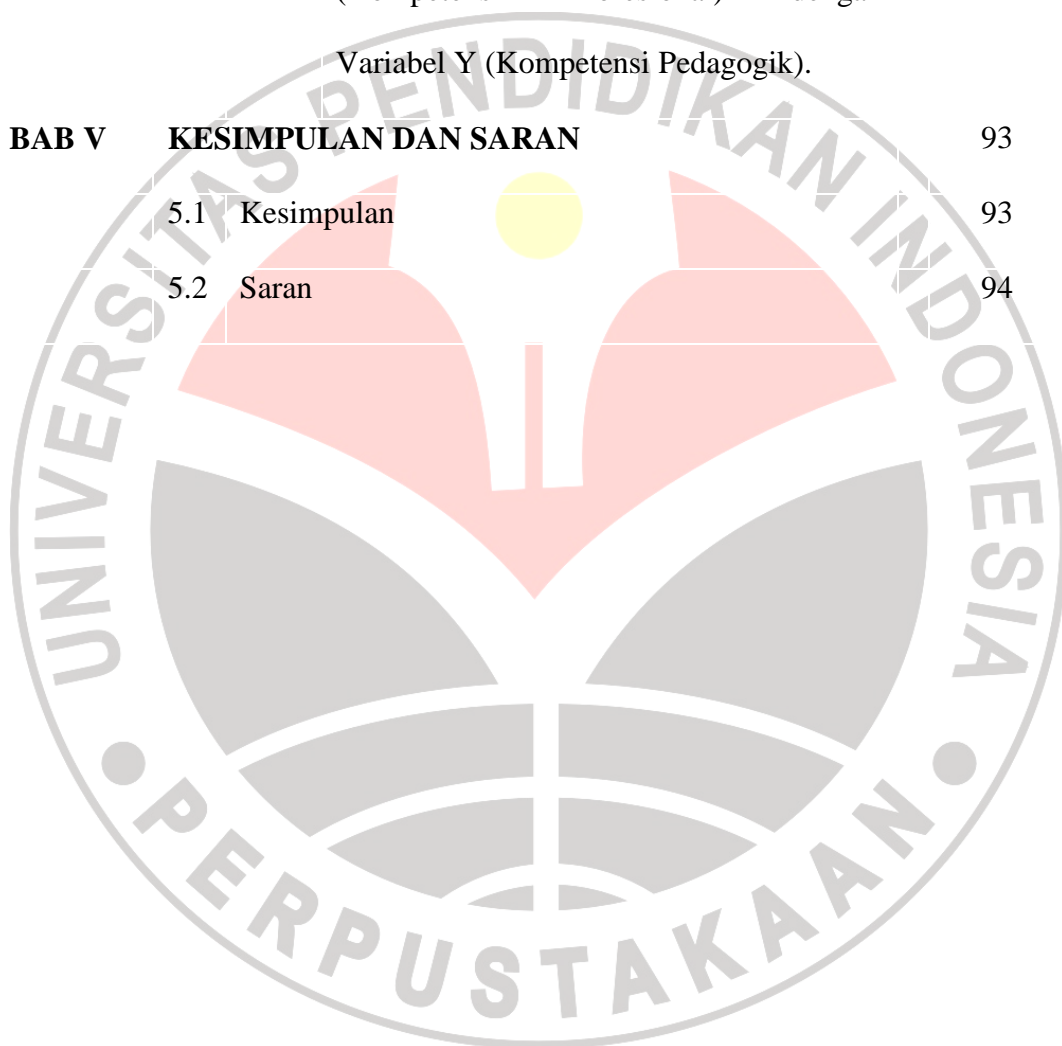 Variabel Y (Kompetensi Pedagogik).
BAB V KESIMPULAN DAN SARAN 93
5.1 Kesimpulan 93
5.2 Saran 94
UNIVERSITAS PENDIDIKAN INDONESIA
PERPUSTAKAAN